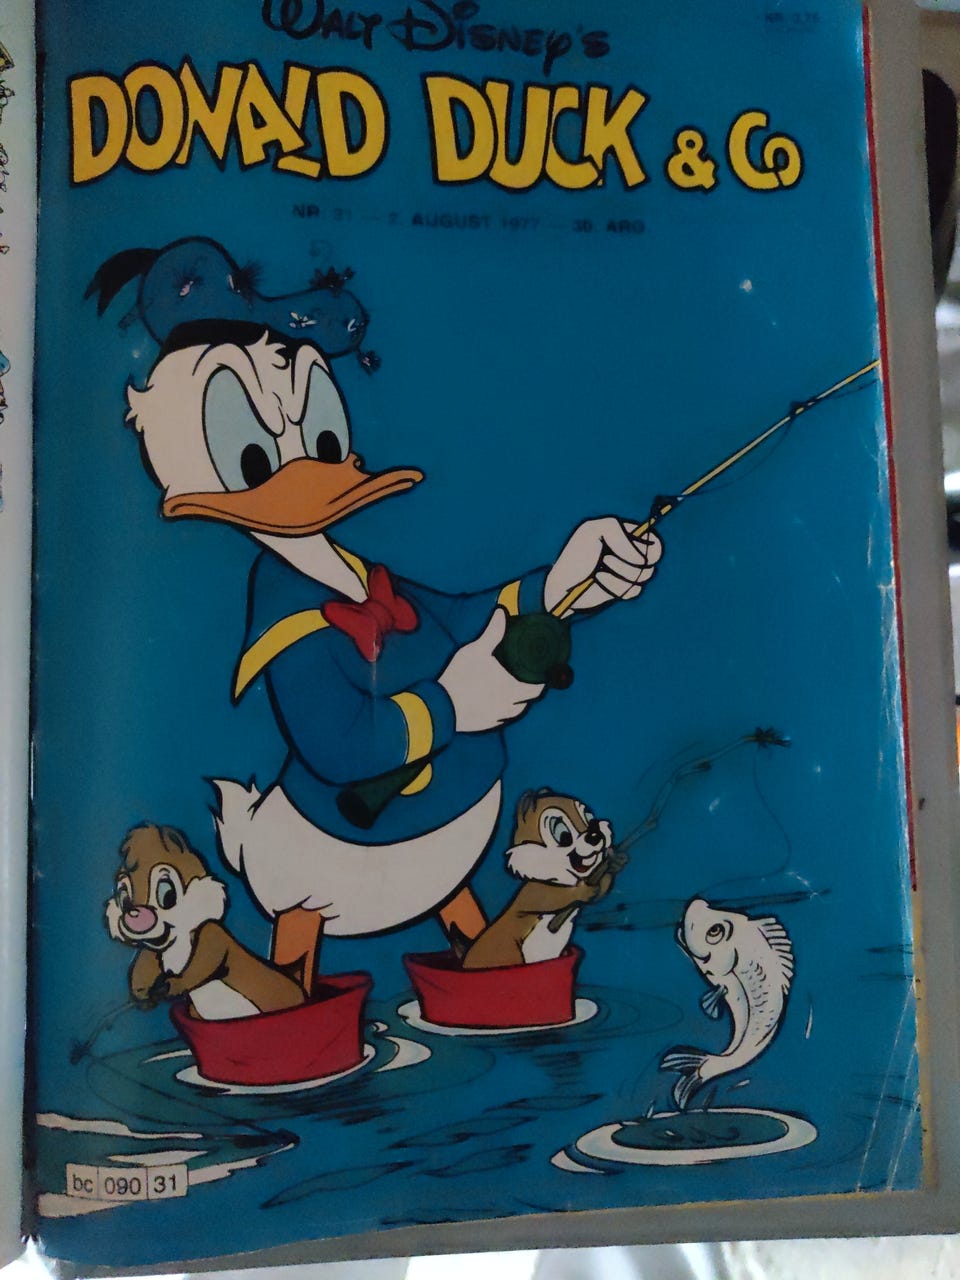 WALT DISNEY'S
DONALD DUCK & CO
NR. 31 — 2. AUGUST 1977 — 30. ÅRG.
bc 090 31